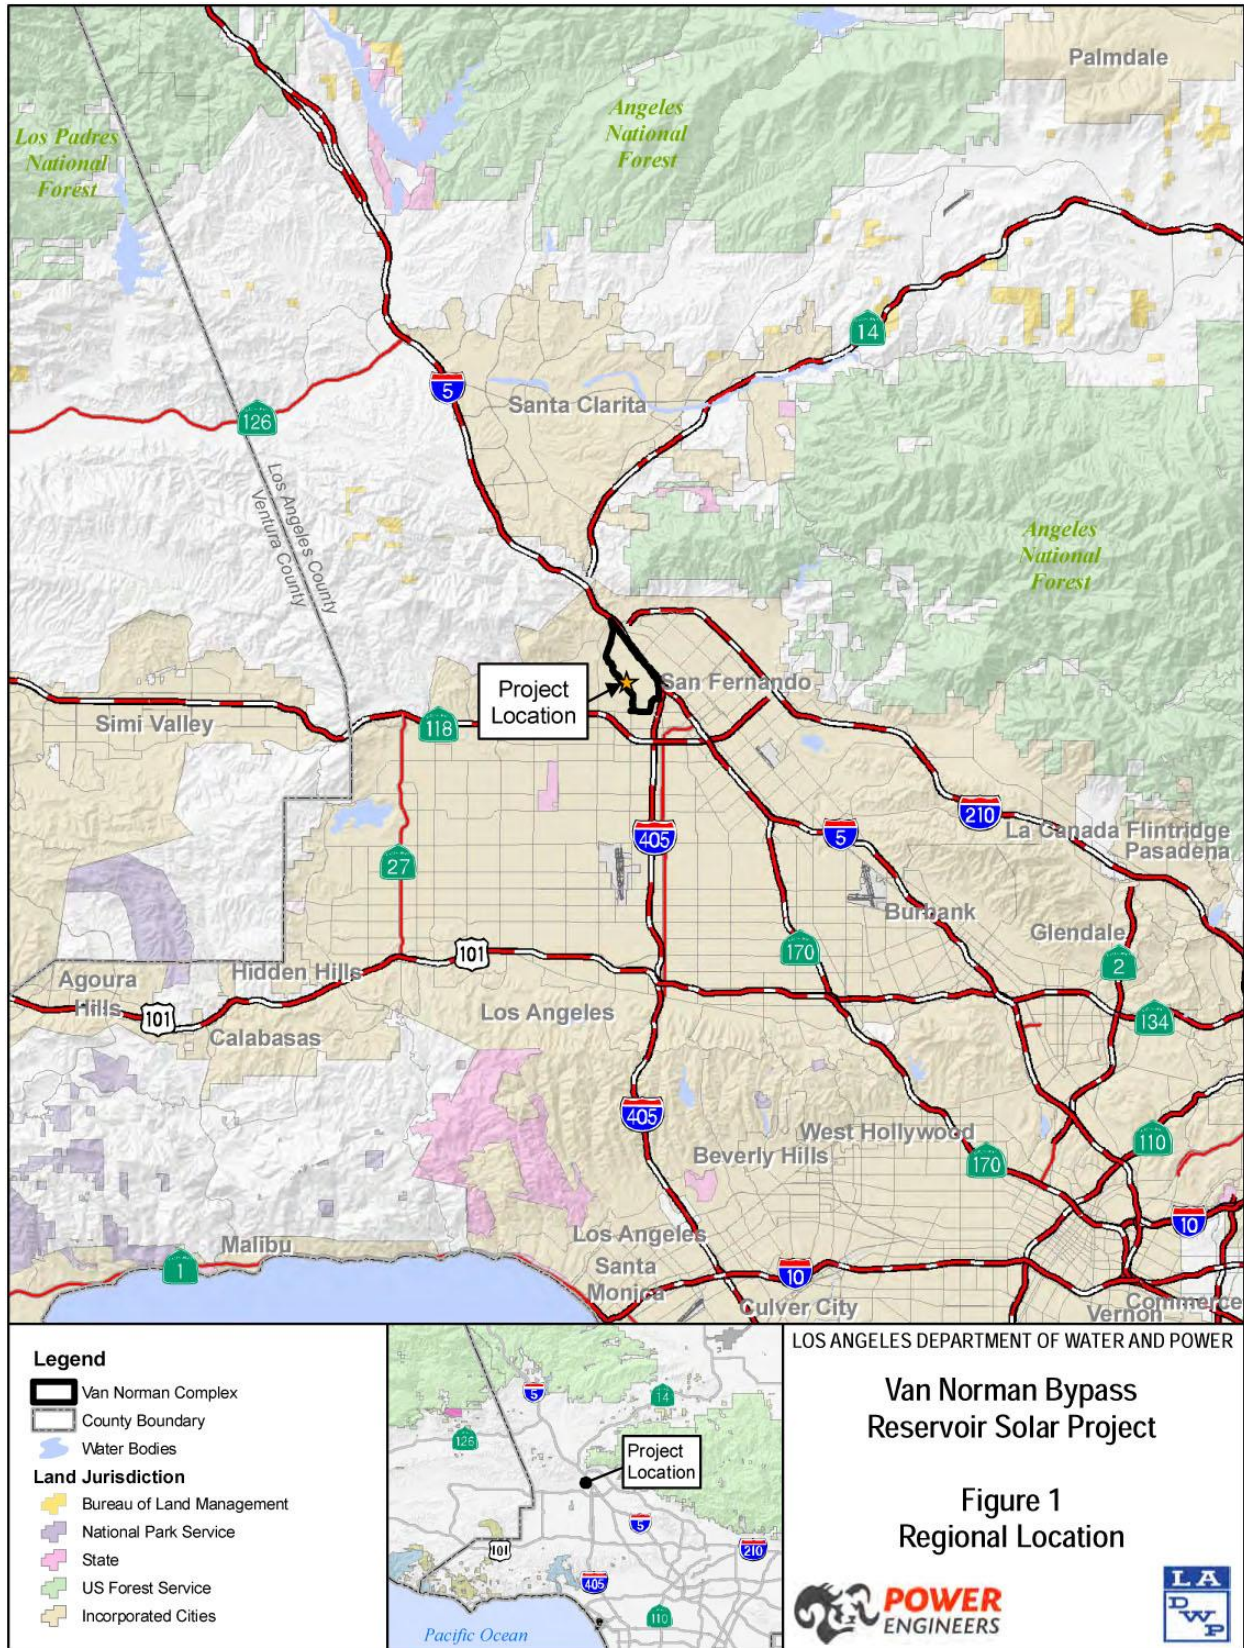 Palmdale
Angeles
National
Forest
Los Padres
National
Forest
14
5
Santa Clarita
126
Los Angeles County
Ventura County
Angeles
National
Forest
Project
Location
San Fernando
Simi Valley
118
210
405
5
La Canada Flintridge
Pasadena
27
Burbank
Glendale
101
170
2
Hidden Hills
Agoura
Hills
101
Los Angeles
134
Calabasas
405
West Hollywood
110
Beverly Hills
170
10
Los Angeles
Malibu
1
Santa
Monica
10
Culver City
Commerce
Vernon
Legend
Van Norman Complex
County Boundary
Water Bodies
Land Jurisdiction
Bureau of Land Management
National Park Service
State
US Forest Service
Incorporated Cities
5
14
126
Project
Location
5
101
210
405
110
Pacific Ocean
LOS ANGELES DEPARTMENT OF WATER AND POWER
Van Norman Bypass
Reservoir Solar Project
Figure 1
Regional Location
POWER
ENGINEERS
LA
DWP